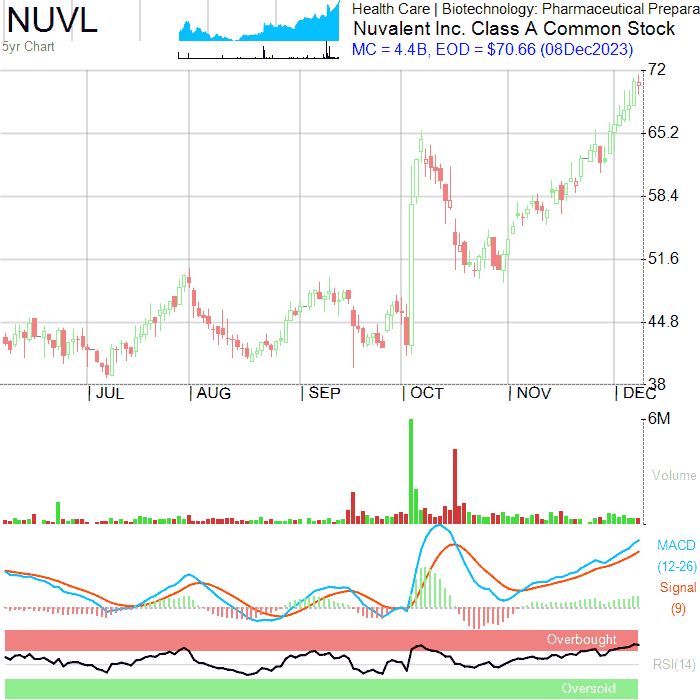 NUVL
5yr Chart
Health Care | Biotechnology: Pharmaceutical Prepara
Nuvalent Inc. Class A Common Stock
MC = 4.4B, EOD = $70.66 (08Dec2023)
72
65.2
58.4
51.6
44.8
38
| JUL | AUG | SEP | OCT | NOV | DEC
6M
Volume
MACD
(12-26)
Signal
(9)
Overbought
RSI(14)
Oversold